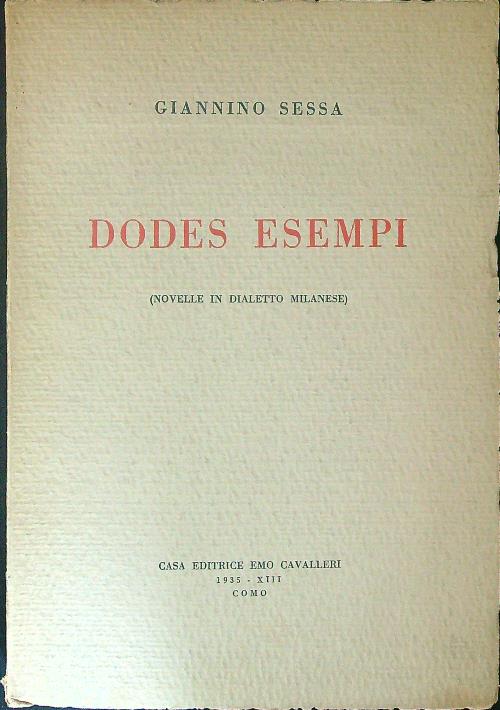 GIANNINO SESSA
DODES ESEMPI
(NOVELLE IN DIALETTO MILANESE)
CASA EDITRICE EMO CAVALLERI
1935 - XIII
COMO